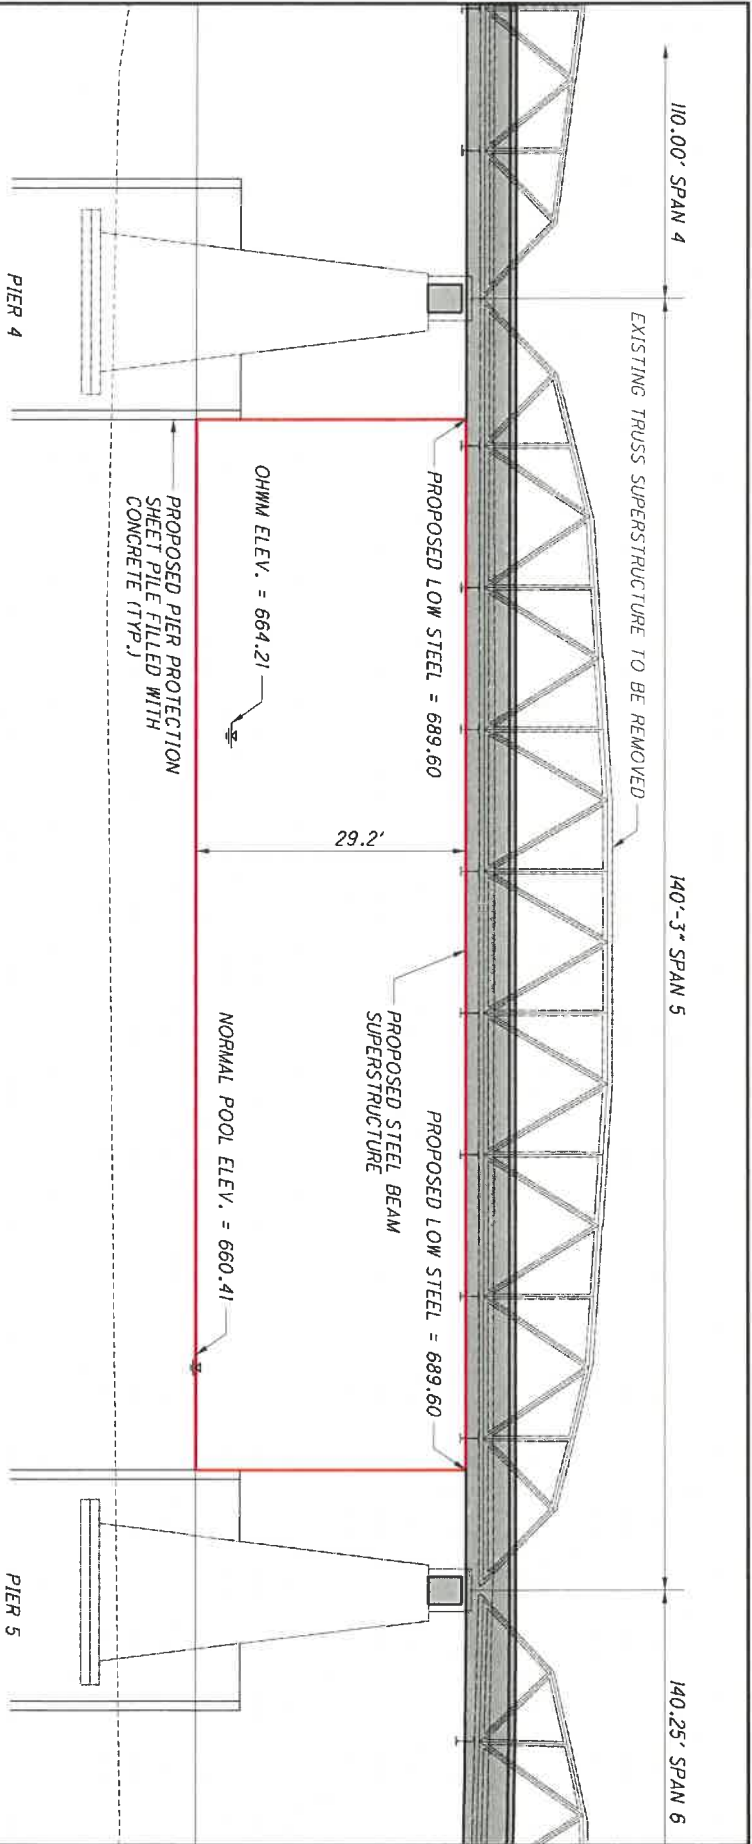 110.00' SPAN 4
140'-3" SPAN 5
140.25' SPAN 6
EXISTING TRUSS SUPERSTRUCTURE TO BE REMOVED
PROPOSED LOW STEEL = 689.60
PROPOSED LOW STEEL = 689.60
PROPOSED STEEL BEAM
SUPERSTRUCTURE
29.2'
OHWM ELEV. = 664.21
NORMAL POOL ELEV. = 660.41
PROPOSED PIER PROTECTION
SHEET PILE FILLED WITH
CONCRETE (TYP.)
PIER 4
PIER 5